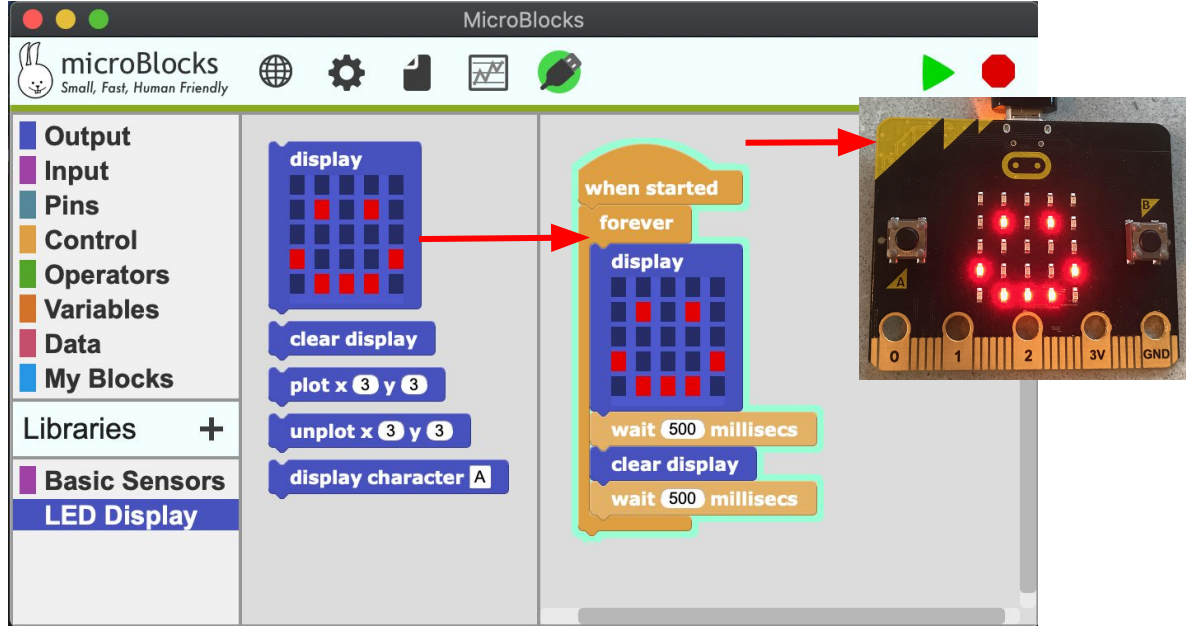 MicroBlocks
microBlocks
Small, Fast, Human Friendly
Output
Input
Pins
Control
Operators
Variables
Data
My Blocks
Libraries +
Basic Sensors
LED Display
display
clear display
plot x 3 y 3
unplot x 3 y 3
display character A
when started
forever
display
wait 500 millisecs
clear display
wait 500 millisecs
A
B
0 1 2 3V GND